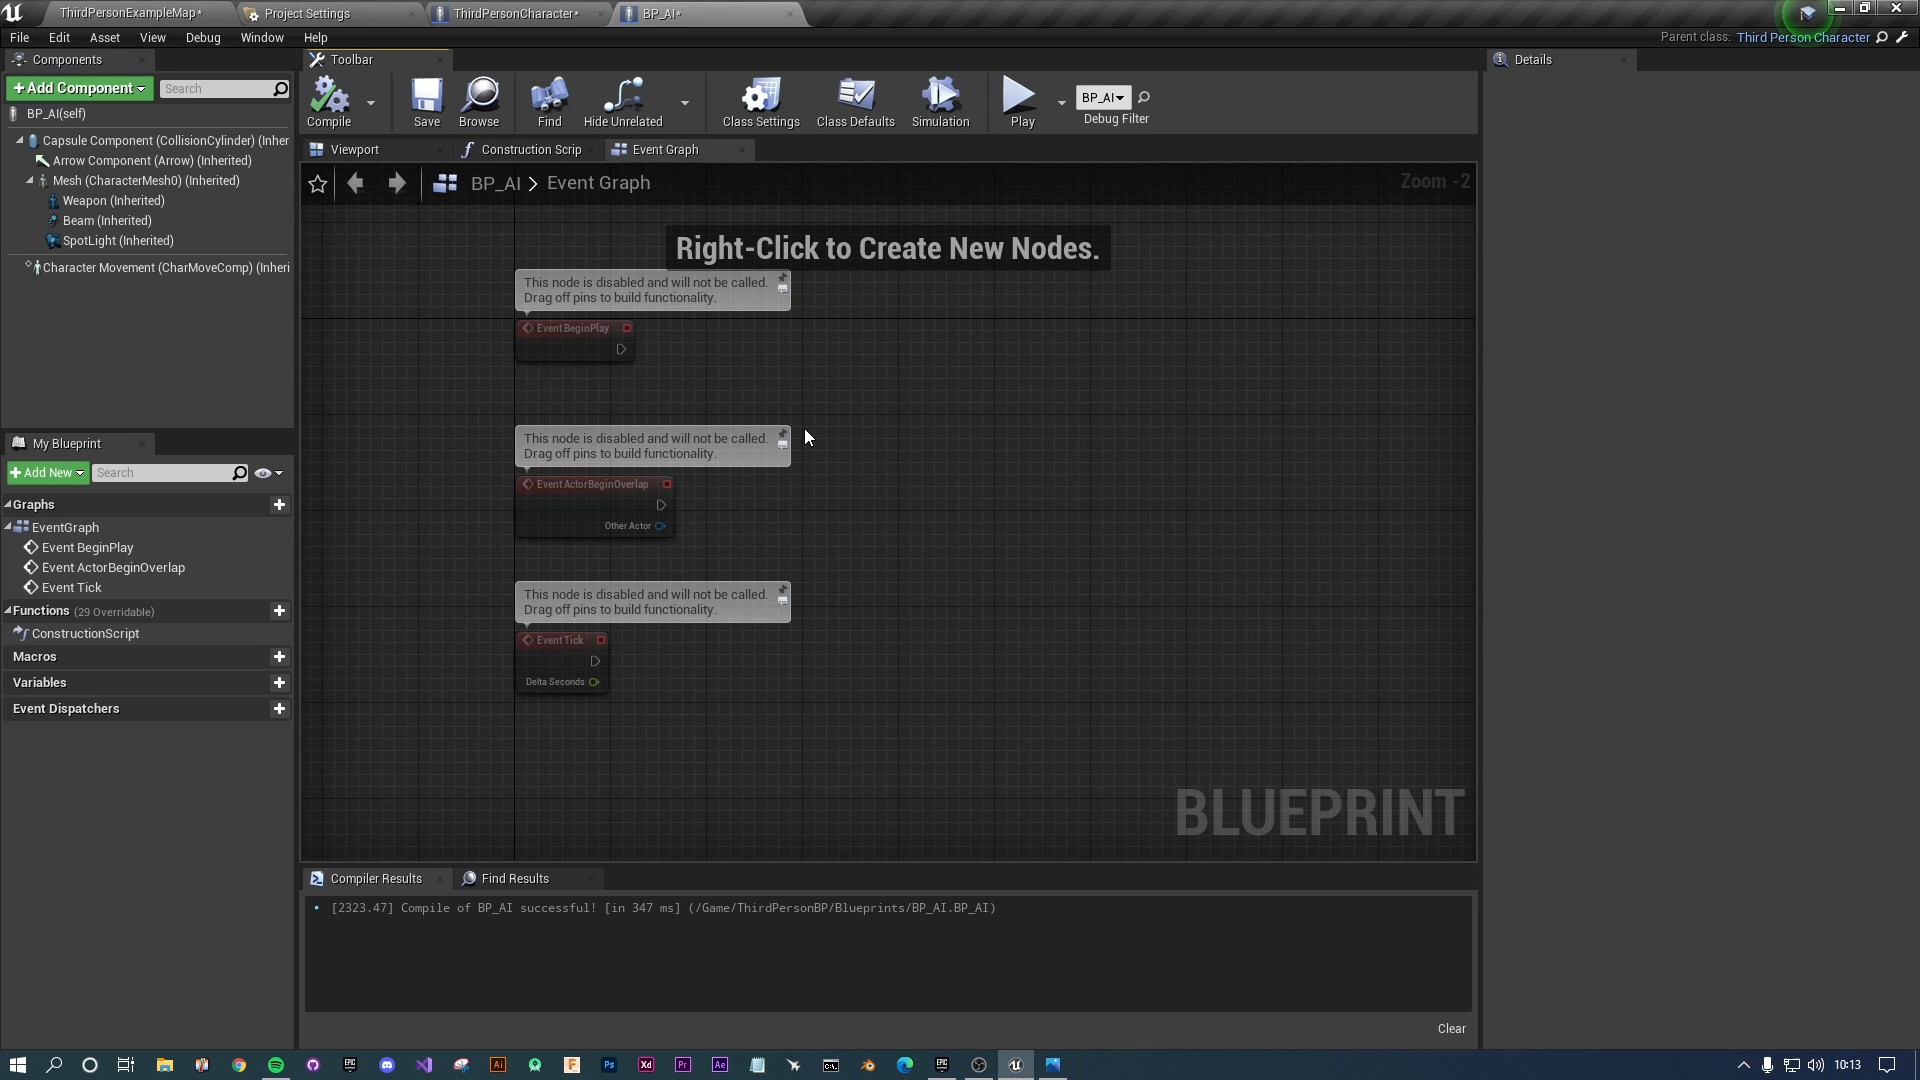 ThirdPersonExampleMap*
Project Settings
ThirdPersonCharacter*
BP_AI*
File Edit Asset View Debug Window Help
Parent class: Third Person Character
Components
Toolbar
Details
+Add Component
Search
BP_AI(self)
Capsule Component (CollisionCylinder) (Inher
Arrow Component (Arrow) (Inherited)
Mesh (CharacterMesh0) (Inherited)
Weapon (Inherited)
Beam (Inherited)
SpotLight (Inherited)
Character Movement (CharMoveComp) (Inheri
Compile
Save
Browse
Find
Hide Unrelated
Class Settings
Class Defaults
Simulation
Play
BP_AI
Debug Filter
Viewport
Construction Scrip
Event Graph
BP_AI > Event Graph
Zoom -2
Right-Click to Create New Nodes.
This node is disabled and will not be called.
Drag off pins to build functionality.
Event BeginPlay
This node is disabled and will not be called.
Drag off pins to build functionality.
Event ActorBeginOverlap
Other Actor
This node is disabled and will not be called.
Drag off pins to build functionality.
Event Tick
Delta Seconds
BLUEPRINT
My Blueprint
+Add New
Search
Graphs
EventGraph
Event BeginPlay
Event ActorBeginOverlap
Event Tick
Functions (29 Overridable)
ConstructionScript
Macros
Variables
Event Dispatchers
Compiler Results
Find Results
[2323.47] Compile of BP_AI successful! [in 347 ms] (/Game/ThirdPersonBP/Blueprints/BP_AI.BP_AI)
Clear
EPIC
Ai
Ps
Xd
Pr
Ae
EPIC
10:13